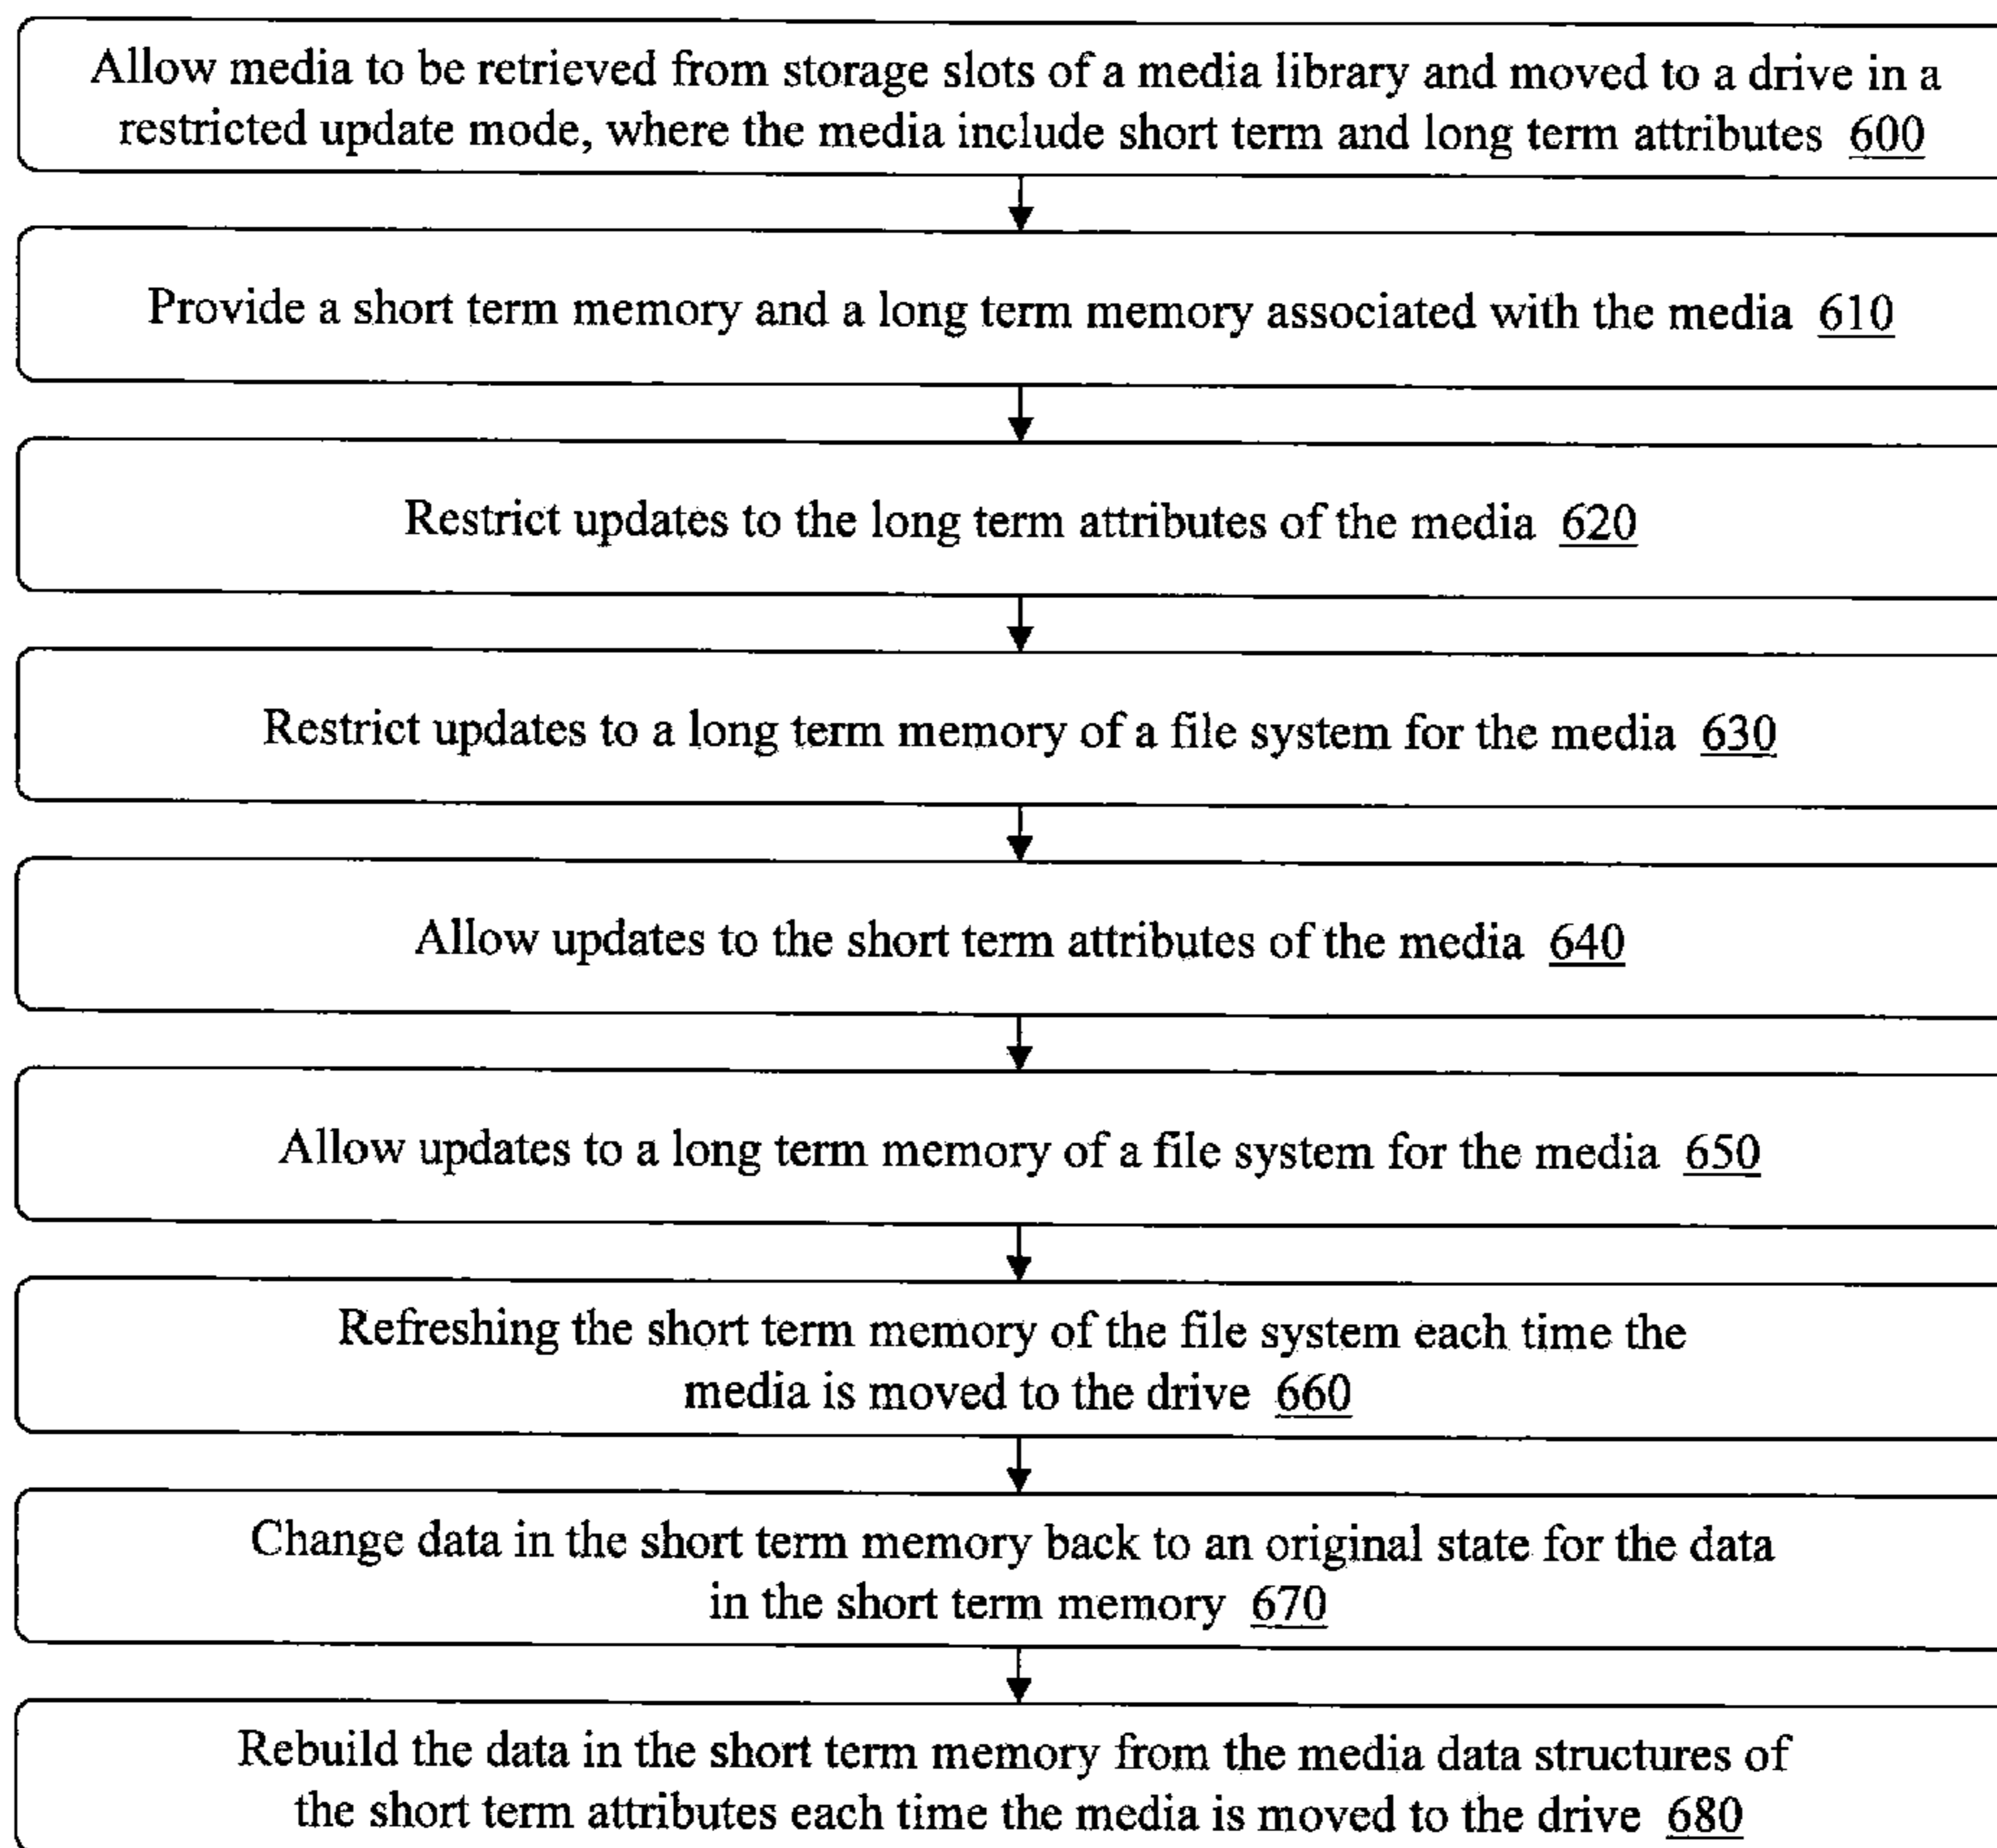 Allow media to be retrieved from storage slots of a media library and moved to a drive in a
restricted update mode, where the media include short term and long term attributes 600
Provide a short term memory and a long term memory associated with the media 610
Restrict updates to the long term attributes of the media 620
Restrict updates to a long term memory of a file system for the media 630
Allow updates to the short term attributes of the media 640
Allow updates to a long term memory of a file system for the media 650
Refreshing the short term memory of the file system each time the
media is moved to the drive 660
Change data in the short term memory back to an original state for the data
in the short term memory 670
Rebuild the data in the short term memory from the media data structures of
the short term attributes each time the media is moved to the drive 680